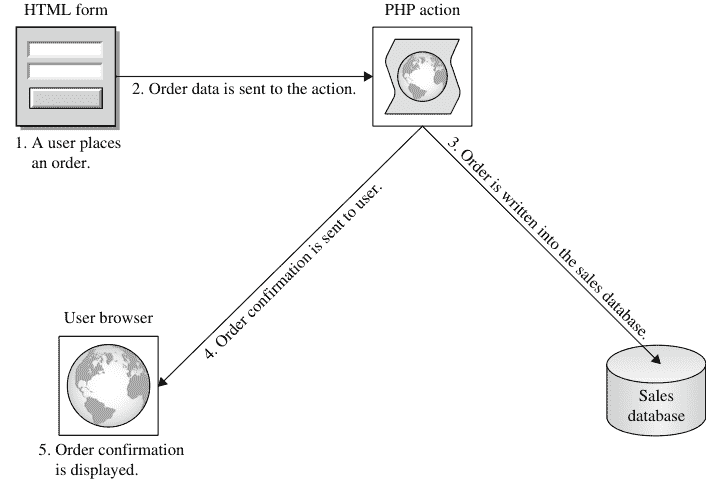 HTML form
PHP action
2. Order data is sent to the action.
1. A user places
an order.
3. Order is written into the sales database.
4. Order confirmation is sent to user.
User browser
Sales
database
5. Order confirmation
is displayed.